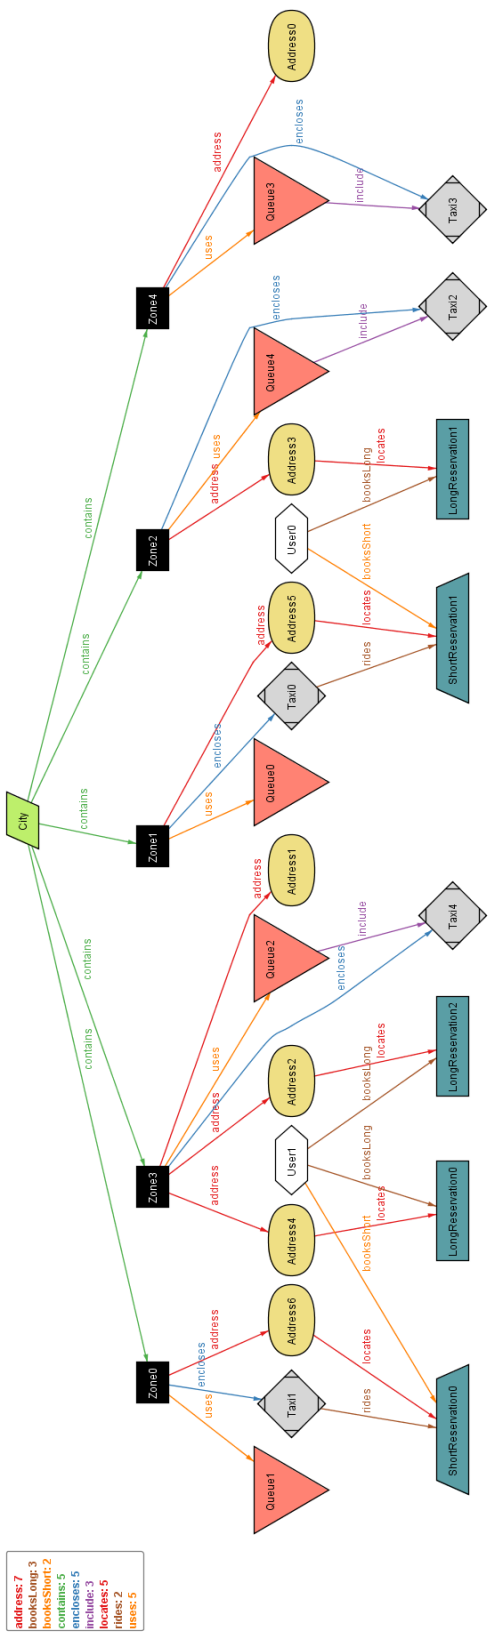 address: 7
booksLong: 3
booksShort: 2
contains: 5
encloses: 5
include: 3
locates: 5
rides: 2
uses: 5
City
contains
contains
contains
contains
contains
Zone0
Zone3
Zone1
Zone2
Zone4
uses
encloses
address
address
address
uses
address
uses
encloses
address
address
uses
encloses
uses
address
encloses
Queue1
Taxi1
Address6
Address4
User1
Address2
Queue2
Address1
Queue0
Taxi0
Address5
User0
Address3
Queue4
Queue3
Address0
rides
locates
booksShort
locates
booksLong
booksLong
locates
encloses
include
rides
locates
booksShort
booksLong
locates
include
include
ShortReservation0
LongReservation0
LongReservation2
Taxi4
ShortReservation1
LongReservation1
Taxi2
Taxi3